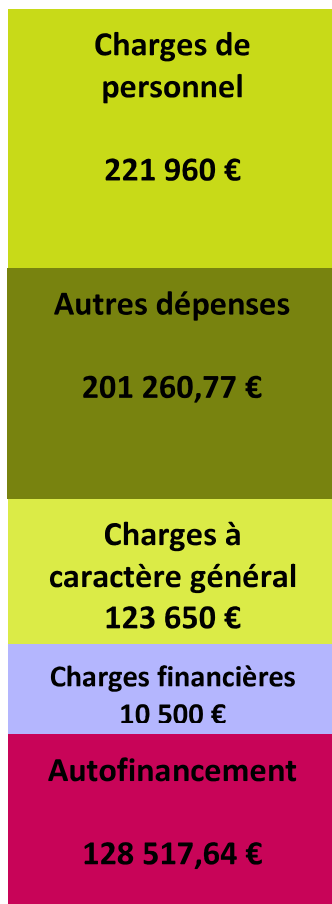 Charges de
personnel
221 960 €
Autres dépenses
201 260,77 €
Charges à
caractère général
123 650 €
Charges financières
10 500 €
Autofinancement
128 517,64 €